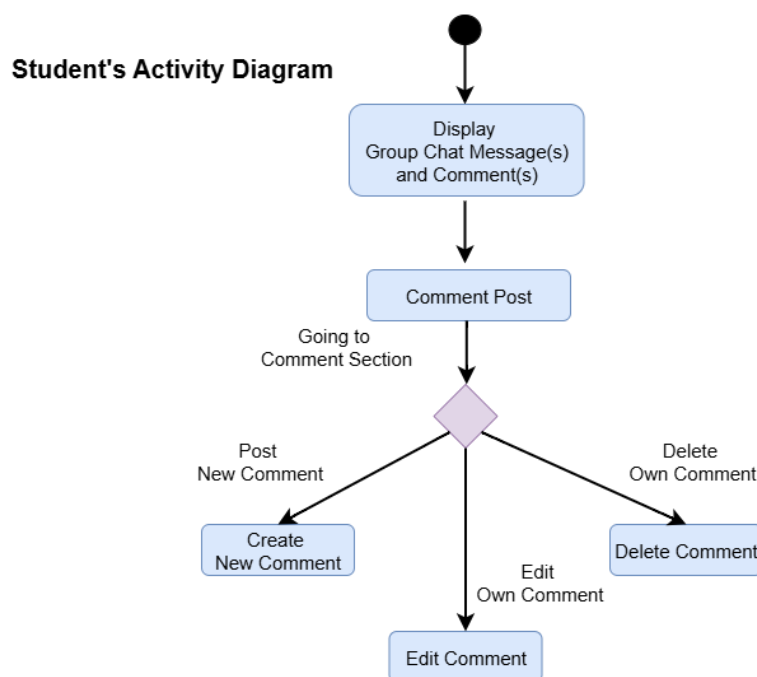 Student's Activity Diagram
Display
Group Chat Message(s)
and Comment(s)
Comment Post
Going to
Comment Section
Post
New Comment
Delete
Own Comment
Create
New Comment
Delete Comment
Edit
Own Comment
Edit Comment